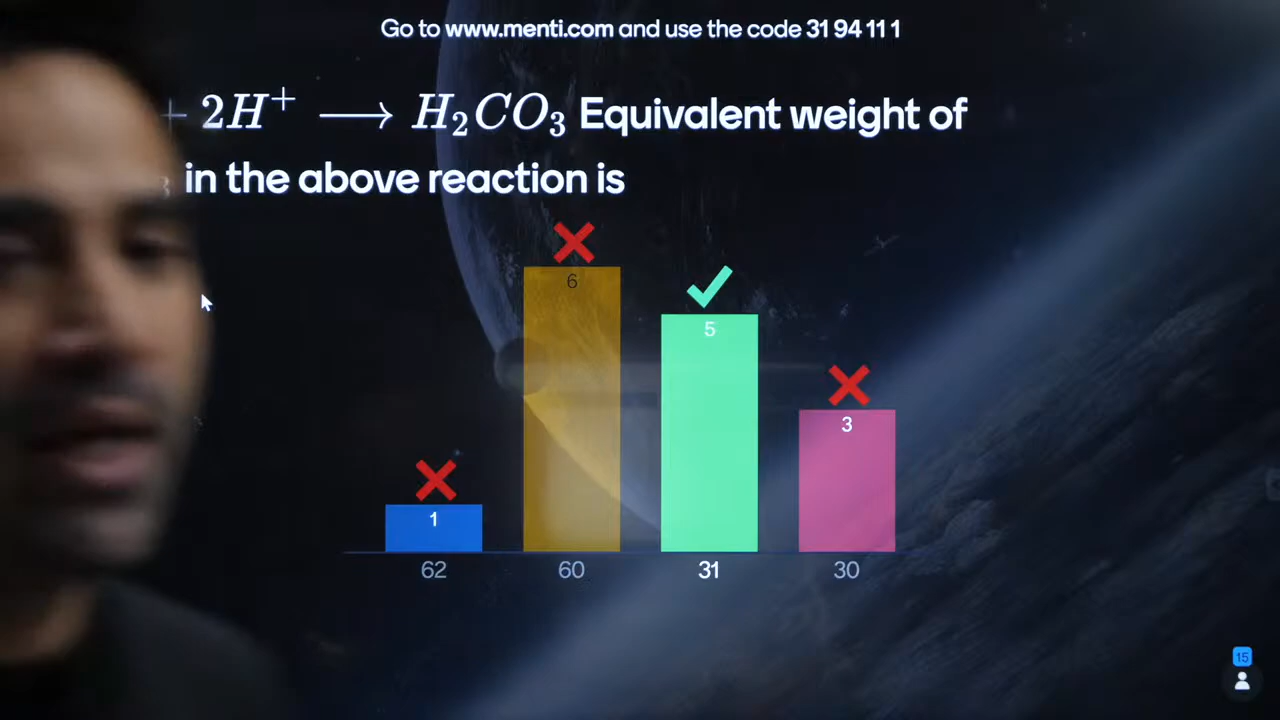 Go to www.menti.com and use the code 31 94 11 1
+ 2H⁺ ⟶ H₂CO₃ Equivalent weight of
₃ in the above reaction is
6
5
3
1
62 60 31 30
15